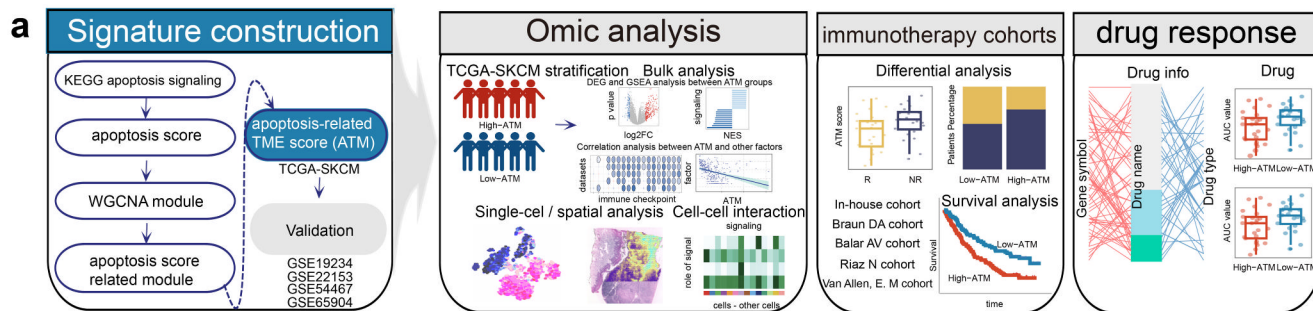 a
Signature construction
KEGG apoptosis signaling
apoptosis score
WGCNA module
apoptosis score
related module
apoptosis-related
TME score (ATM)
TCGA-SKCM
Validation
GSE19234
GSE22153
GSE54467
GSE65904
Omic analysis
TCGA-SKCM stratification
High-ATM
Low-ATM
Bulk analysis
DEG and GSEA analysis between ATM groups
p value
log2FC
signaling
NES
Correlation analysis between ATM and other factors
datasets
immune checkpoint
factor
ATM
Single-cel / spatial analysis
Cell-cell interaction
signaling
role of signal
cells - other cells
immunotherapy cohorts
Differential analysis
ATM score
R
NR
Patients Percentage
Low-ATM
High-ATM
In-house cohort
Braun DA cohort
Balar AV cohort
Riaz N cohort
Van Allen, E. M cohort
Survival analysis
Survival
Low-ATM
High-ATM
time
drug response
Drug info
Gene symbol
Drug name
Drug type
Drug
AUC value
High-ATM
Low-ATM
AUC value
High-ATM
Low-ATM